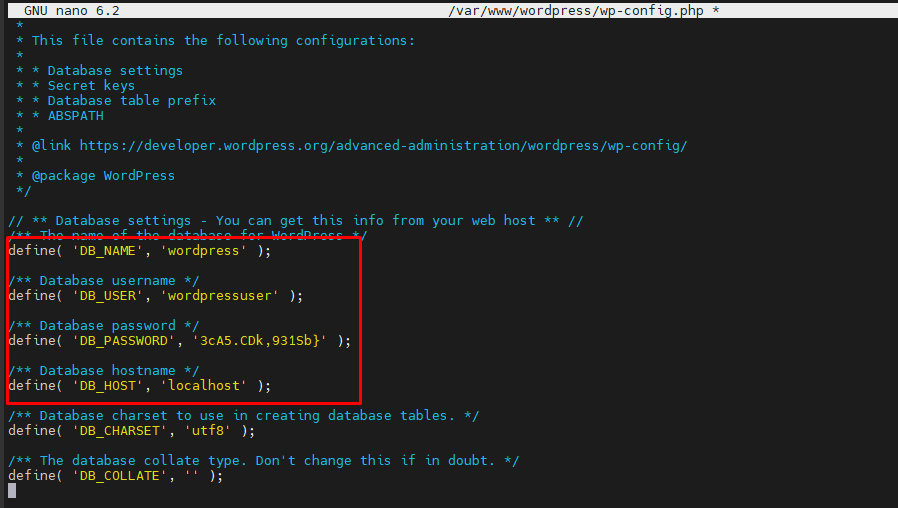 GNU nano 6.2 /var/www/wordpress/wp-config.php *
*
* This file contains the following configurations:
*
* * Database settings
* * Secret keys
* * Database table prefix
* * ABSPATH
*
* @link https://developer.wordpress.org/advanced-administration/wordpress/wp-config/
*
* @package WordPress
*/
// ** Database settings - You can get this info from your web host ** //
/** The name of the database for WordPress */
define( 'DB_NAME', 'wordpress' );
/** Database username */
define( 'DB_USER', 'wordpressuser' );
/** Database password */
define( 'DB_PASSWORD', '3cA5.CDk,931Sb}' );
/** Database hostname */
define( 'DB_HOST', 'localhost' );
/** Database charset to use in creating database tables. */
define( 'DB_CHARSET', 'utf8' );
/** The database collate type. Don't change this if in doubt. */
define( 'DB_COLLATE', '' );